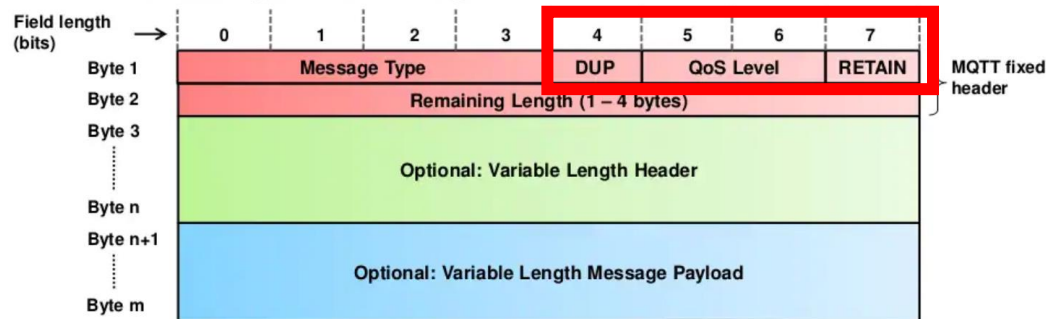 Field length
(bits)
0 1 2 3 4 5 6 7
Byte 1 Message Type DUP QoS Level RETAIN
MQTT fixed
header
Byte 2 Remaining Length (1 – 4 bytes)
Byte 3
Optional: Variable Length Header
Byte n
Byte n+1
Optional: Variable Length Message Payload
Byte m